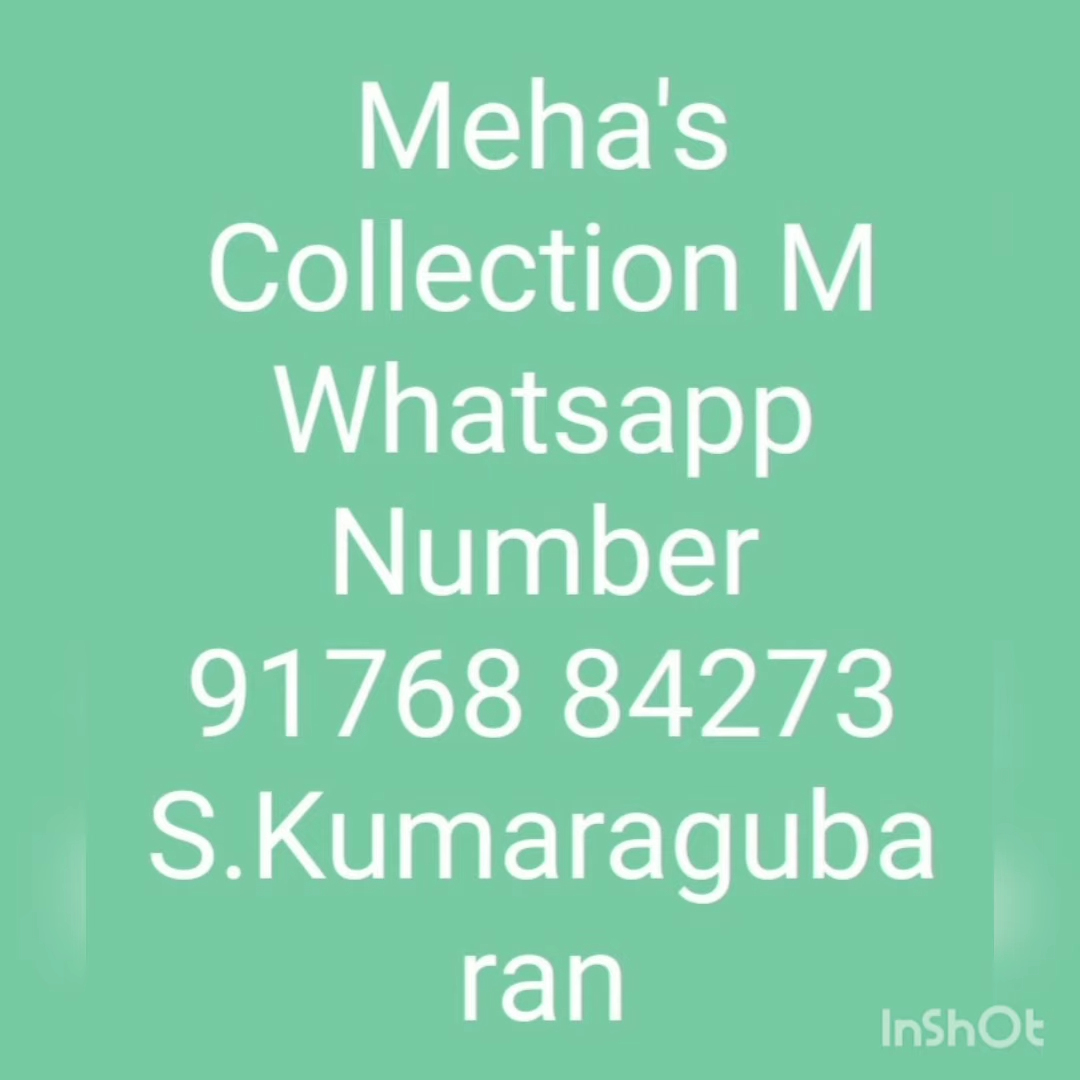 Meha's
Collection M
Whatsapp
Number
91768 84273
S.Kumaraguba
ran
InShOt